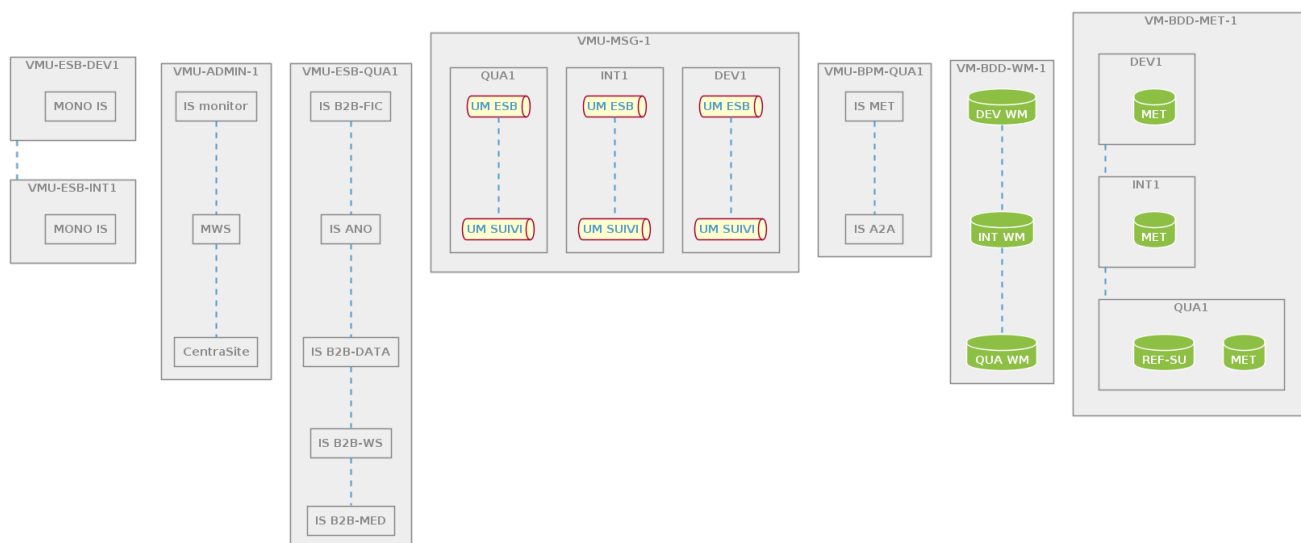 VMU-ESB-DEV1
MONO IS
VMU-ESB-INT1
MONO IS
VMU-ADMIN-1
IS monitor
MWS
CentraSite
VMU-ESB-QUA1
IS B2B-FIC
IS ANO
IS B2B-DATA
IS B2B-WS
IS B2B-MED
VMU-MSG-1
QUA1
UM ESB
UM SUIVI
INT1
UM ESB
UM SUIVI
DEV1
UM ESB
UM SUIVI
VMU-BPM-QUA1
IS MET
IS A2A
VM-BDD-WM-1
DEV WM
INT WM
QUA WM
VM-BDD-MET-1
DEV1
MET
INT1
MET
QUA1
REF-SU
MET